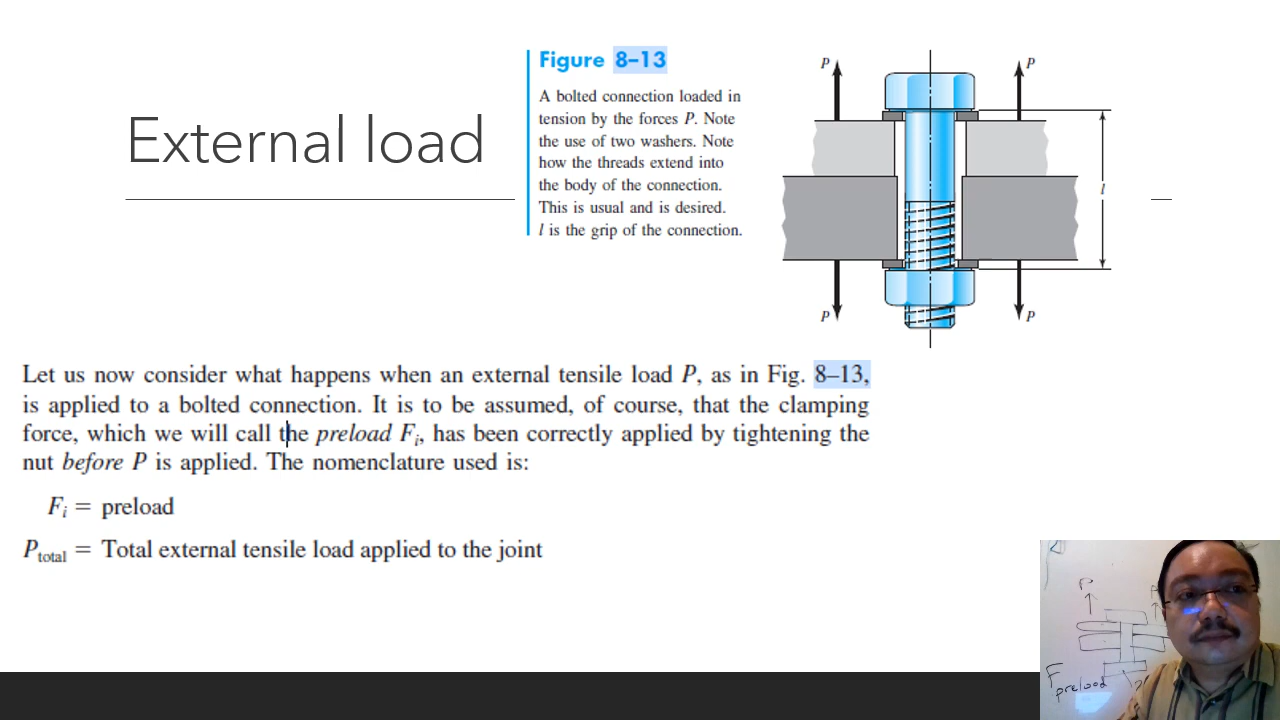 External load
Figure 8–13
A bolted connection loaded in
tension by the forces P. Note
the use of two washers. Note
how the threads extend into
the body of the connection.
This is usual and is desired.
l is the grip of the connection.
P
P
l
P
P
Let us now consider what happens when an external tensile load P, as in Fig. 8–13,
is applied to a bolted connection. It is to be assumed, of course, that the clamping
force, which we will call the preload Fi, has been correctly applied by tightening the
nut before P is applied. The nomenclature used is:
Fi = preload
Ptotal = Total external tensile load applied to the joint
P
F preload